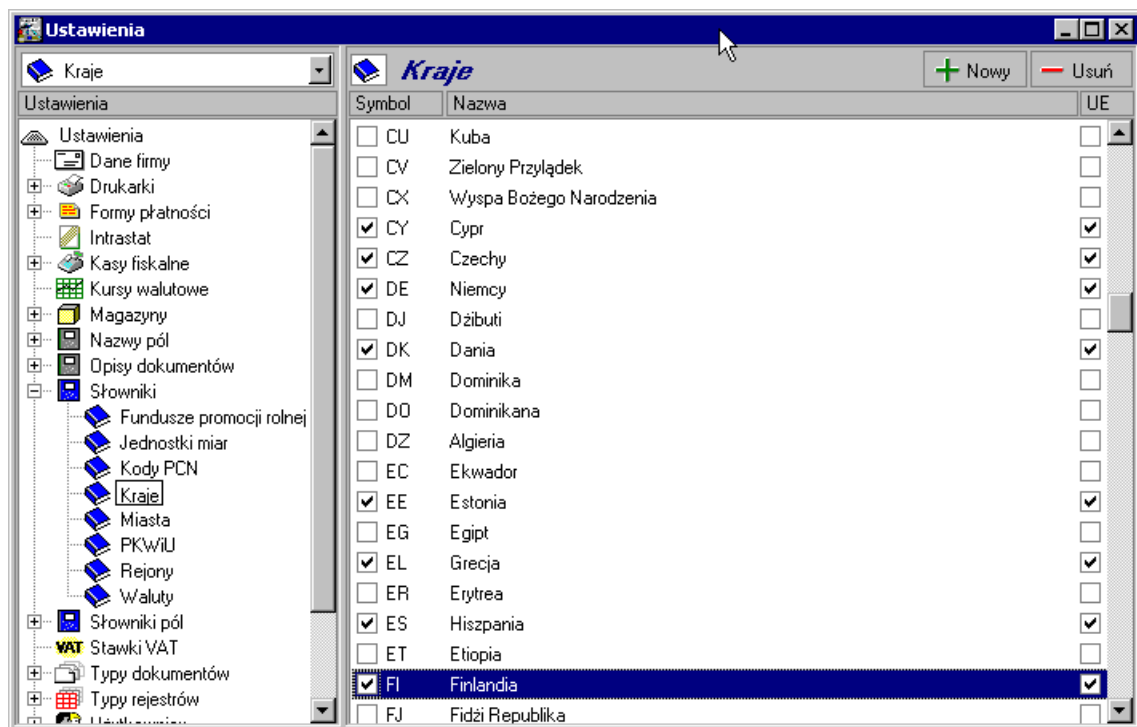 Ustawienia
Kraje
Kraje
Nowy
Usuń
Ustawienia
Symbol Nazwa UE
Ustawienia
Dane firmy
Drukarki
Formy płatności
Intrastat
Kasy fiskalne
Kursy walutowe
Magazyny
Nazwy pól
Opisy dokumentów
Słowniki
Fundusze promocji rolnej
Jednostki miar
Kody PCN
Kraje
Miasta
PKWiU
Rejony
Waluty
Słowniki pól
VAT Stawki VAT
Typy dokumentów
Typy rejestrów
CU Kuba
CV Zielony Przylądek
CX Wyspa Bożego Narodzenia
CY Cypr
CZ Czechy
DE Niemcy
DJ Dżibuti
DK Dania
DM Dominika
DO Dominikana
DZ Algieria
EC Ekwador
EE Estonia
EG Egipt
EL Grecja
ER Erytrea
ES Hiszpania
ET Etiopia
FI Finlandia
FJ Fidżi Republika